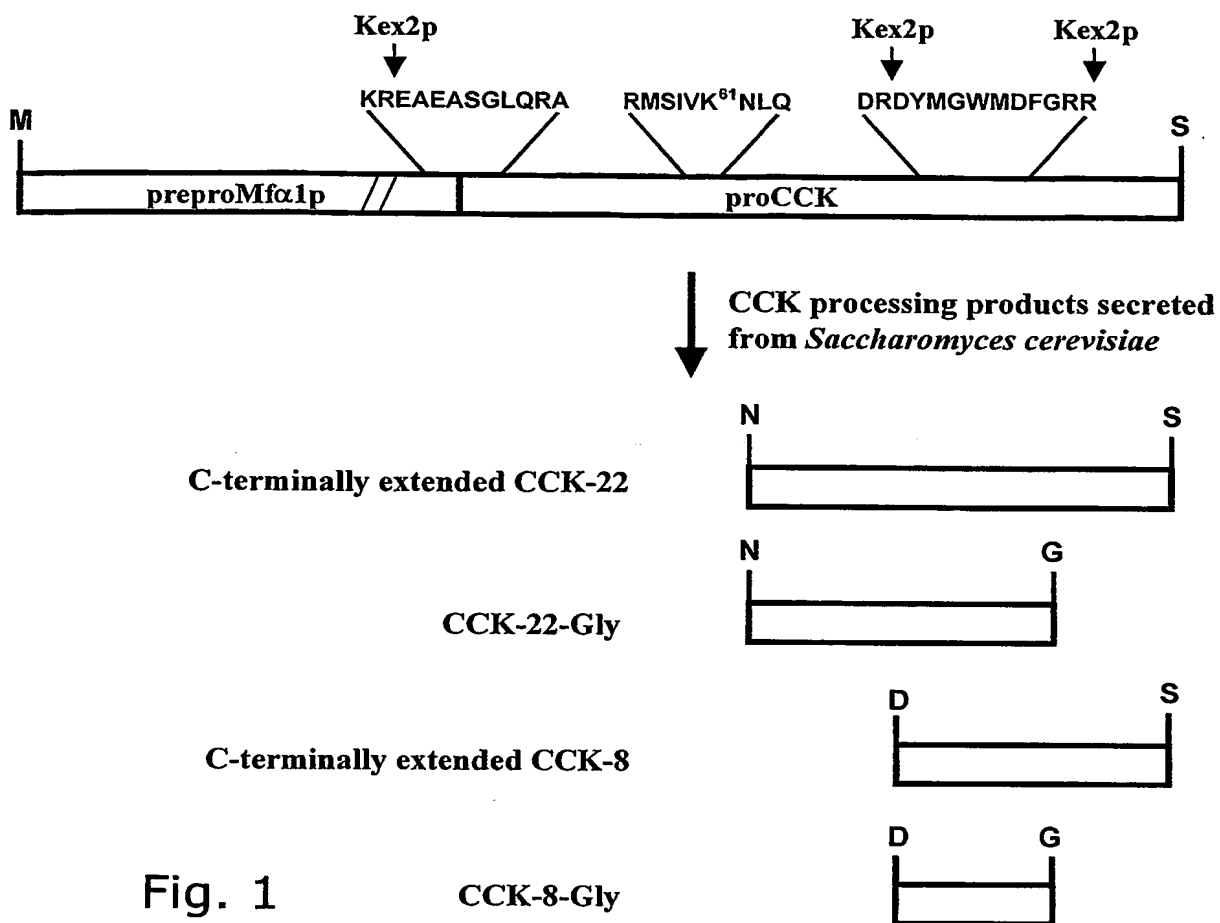 Kex2p Kex2p Kex2p
KREAEASGLQRA RMSIVK⁶¹NLQ DRDYMGWMDFGRR
M S
preproMfα1p // proCCK
CCK processing products secreted
from Saccharomyces cerevisiae
N S
C-terminally extended CCK-22
N G
CCK-22-Gly
D S
C-terminally extended CCK-8
D G
Fig. 1 CCK-8-Gly